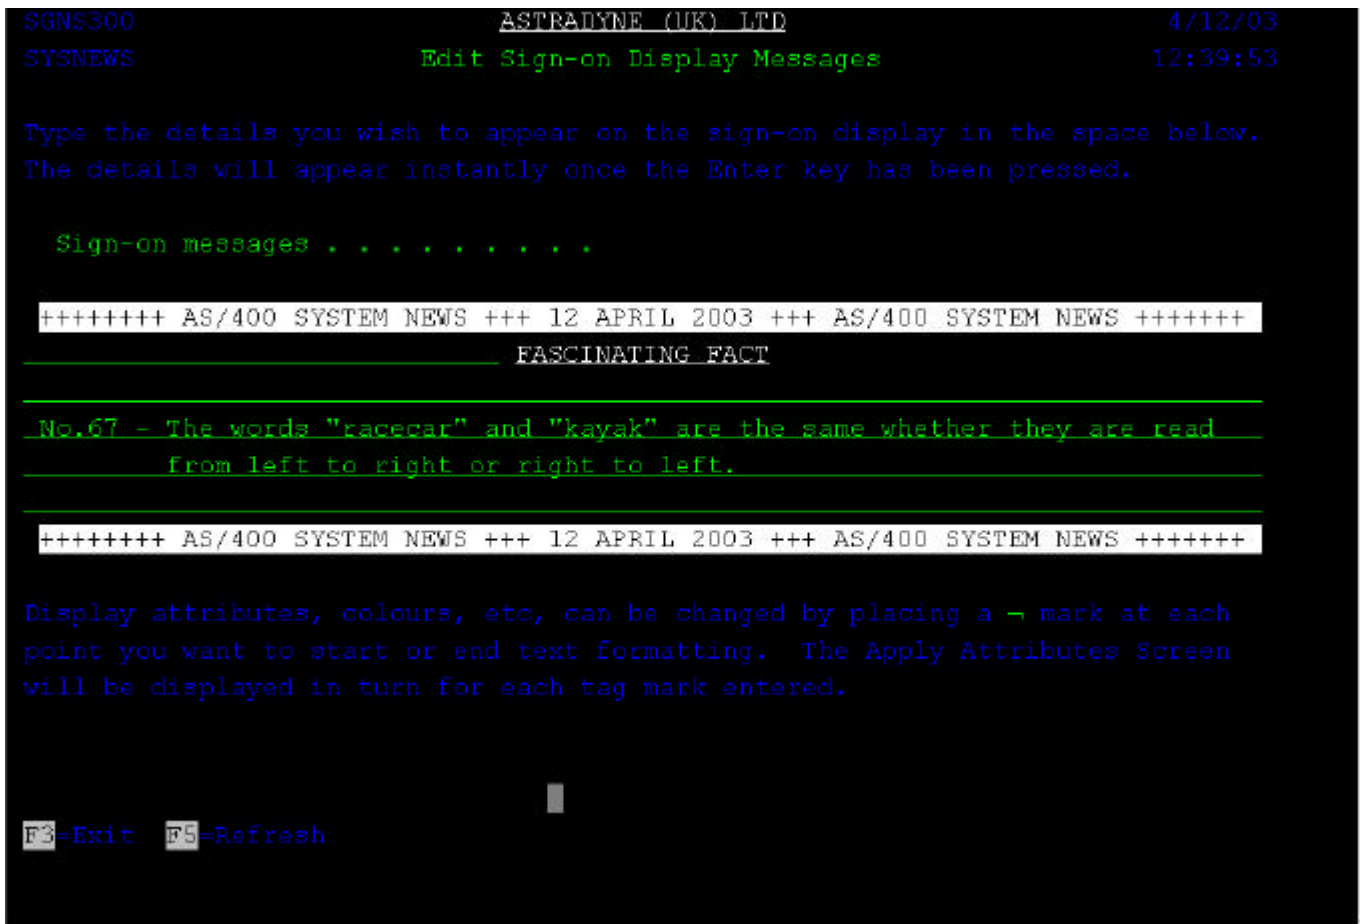 SGNS300 ASTRADYNE (UK) LTD 4/12/03
SYSNEWS Edit Sign-on Display Messages 12:39:53
Type the details you wish to appear on the sign-on display in the space below.
The details will appear instantly once the Enter key has been pressed.
Sign-on messages . . . . . . . . .
++++++++ AS/400 SYSTEM NEWS +++ 12 APRIL 2003 +++ AS/400 SYSTEM NEWS +++++++
FASCINATING FACT
No.67 - The words "racecar" and "kayak" are the same whether they are read
from left to right or right to left.
++++++++ AS/400 SYSTEM NEWS +++ 12 APRIL 2003 +++ AS/400 SYSTEM NEWS +++++++
Display attributes, colours, etc, can be changed by placing a ¬ mark at each
point you want to start or end text formatting. The Apply Attributes Screen
will be displayed in turn for each tag mark entered.
F3=Exit F5=Refresh